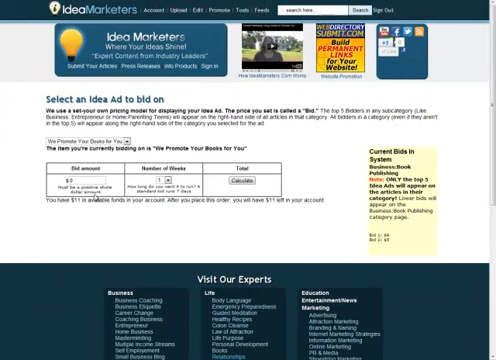 IdeaMarketers
Account | Upload | Edit | Promote | Tools | Feeds
search here
Search
Sign Out
Idea Marketers
Where Your Ideas Shine!
"Expert Content from Industry Leaders"
Submit Your Articles Press Releases Info Products Sign In
How IdeaMarketers.Com Works
WEBDIRECTORY
SUBMIT.COM
BUILD
PERMANENT
LINKS
For Your Website!
Website Promotion
Select an Idea Ad to bid on
We use a set-your-own pricing model for displaying your Idea Ad. The price you set is called a "Bid." The top 5 Bidders in any subcategory (Like
Business: Entrepreneur or Home Parenting Teens) will appear along the right-hand side of all articles in that category. All bidders in a category (even if they aren't
in the top 5) will appear along the right-hand side of the category you selected for the ad.
We Promote Your Books for You
The item you're currently bidding on is "We Promote Your Books for You"
Bid amount
Number of Weeks
Total
$ 0
Must be a positive whole
dollar amount
1
How long do you want it to run? A
standard bid runs 7 days
Calculate
You have $11 in available funds in your account. After you place this order, you will have $11 left in your account.
Current Bids In
System
Business:Book
Publishing
Note: ONLY the top 5
Idea Ads will appear
on the articles in their
category! Lower bids will
appear on the
Business:Book Publishing
category page.
Bid 1: $6
Bid 2: $5
Visit Our Experts
Business
Business Coaching
Business Etiquette
Career Change
Coaching Business
Entrepreneur
Home Business
Masterminding
Multiple Income Streams
Self Employment
Small Business Blog
Life
Body Language
Emergency Preparedness
Guided Meditation
Healthy Recipes
Colon Cleanse
Law of Attraction
Life Purpose
Personal Development
Books
Relationships
Education
Entertainment/News
Marketing
Advertising
Attraction Marketing
Branding & Naming
Internet Marketing Strategies
Information Marketing
Online Marketing
PR & Media